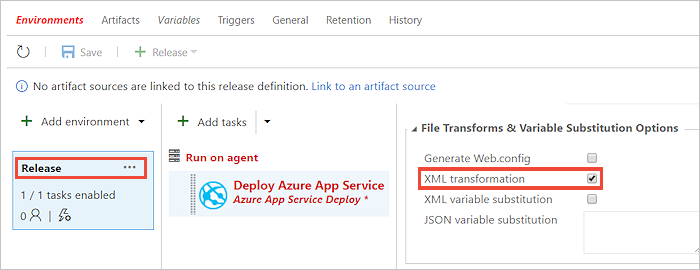 Environments Artifacts Variables Triggers General Retention History
Save + Release
No artifact sources are linked to this release definition. Link to an artifact source
+ Add environment
+ Add tasks
Release ...
1 / 1 tasks enabled
0
Run on agent
Deploy Azure App Service
Azure App Service Deploy *
File Transforms & Variable Substitution Options
Generate Web.config
XML transformation
XML variable substitution
JSON variable substitution